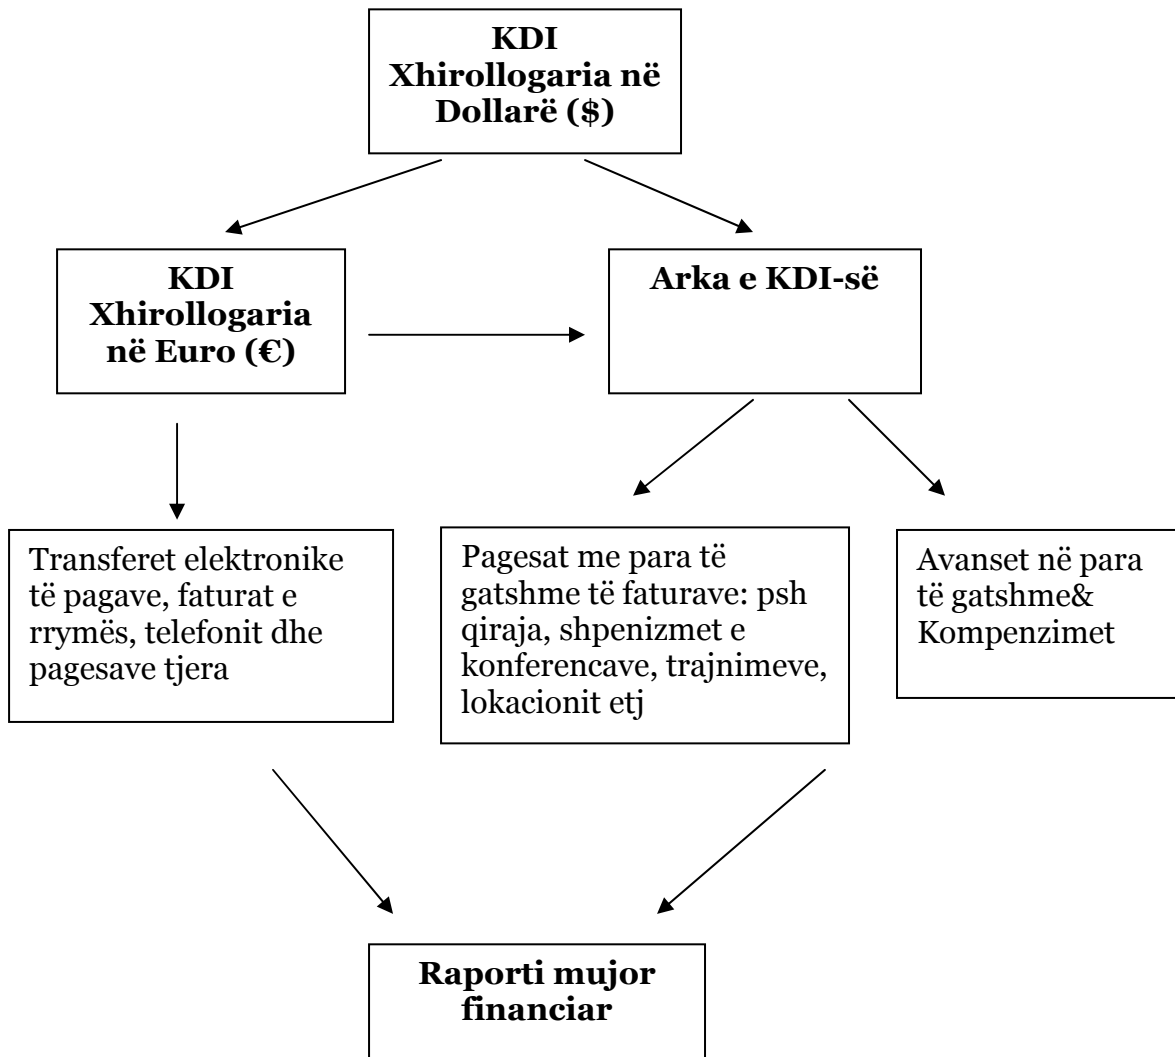 KDI
Xhirollogaria në
Dollarë ($)
KDI
Xhirollogaria
në Euro (€)
Arka e KDI-së
Transferet elektronike
të pagave, faturat e
rrymës, telefonit dhe
pagesave tjera
Pagesat me para të
gatshme të faturave: psh
qiraja, shpenizmet e
konferencave, trajnimeve,
lokacionit etj
Avanset në para
të gatshme&
Kompenzimet
Raporti mujor
financiar